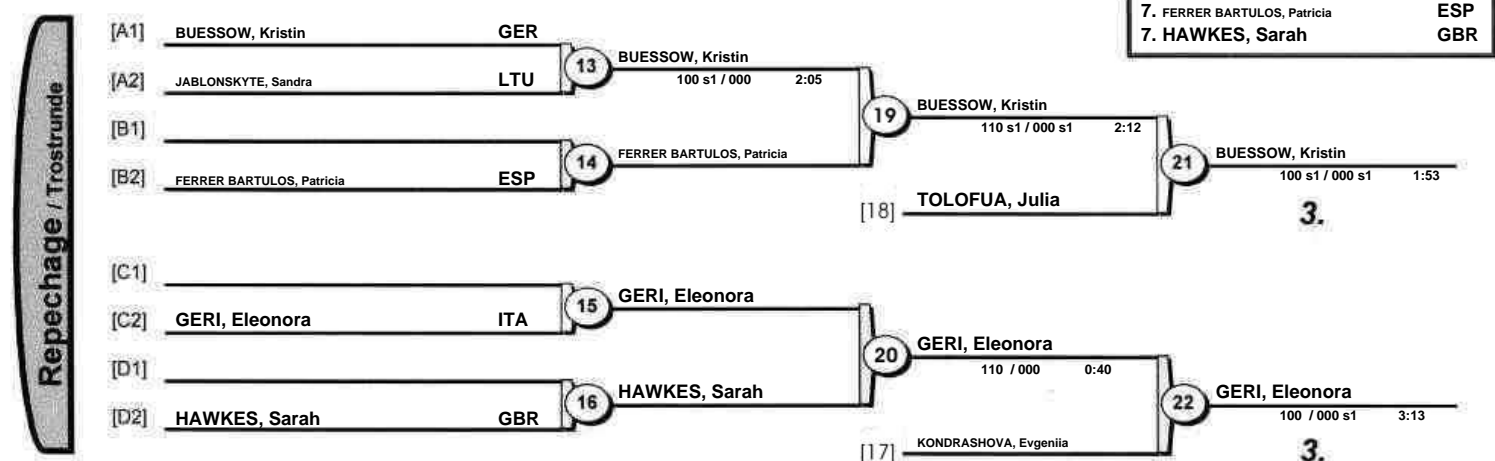 7. FERRER BARTULOS, Patricia ESP
7. HAWKES, Sarah GBR
Repechage / Trostrunde
[A1] BUESSOW, Kristin GER
[A2] JABLONSKYTE, Sandra LTU
13 BUESSOW, Kristin
100 s1 / 000 2:05
[B1]
[B2] FERRER BARTULOS, Patricia ESP
14 FERRER BARTULOS, Patricia
19 BUESSOW, Kristin
110 s1 / 000 s1 2:12
[18] TOLOFUA, Julia
21 BUESSOW, Kristin
100 s1 / 000 s1 1:53
3.
[C1]
[C2] GERI, Eleonora ITA
15 GERI, Eleonora
[D1]
[D2] HAWKES, Sarah GBR
16 HAWKES, Sarah
20 GERI, Eleonora
110 / 000 0:40
[17] KONDRASHOVA, Evgeniia
22 GERI, Eleonora
100 / 000 s1 3:13
3.